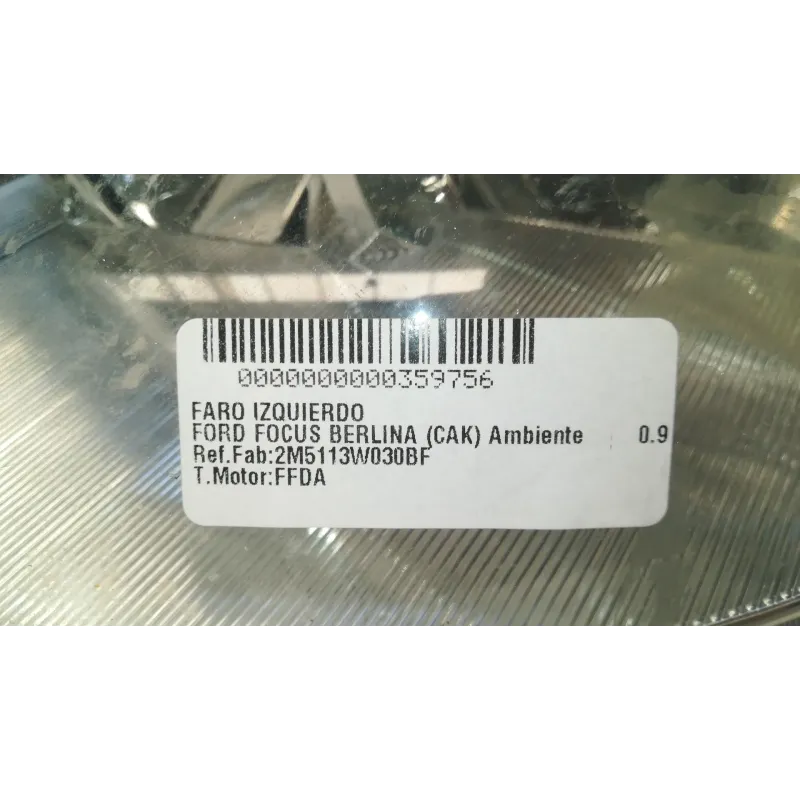 0000000000359756
FARO IZQUIERDO
FORD FOCUS BERLINA (CAK) Ambiente 0.9
Ref.Fab:2M5113W030BF
T.Motor:FFDA